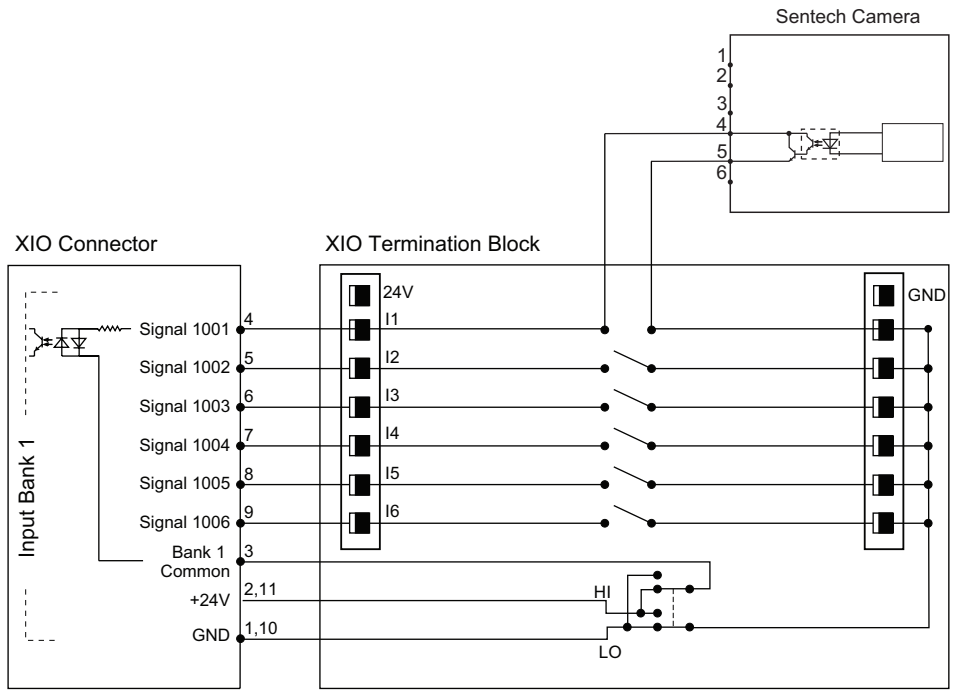 Sentech Camera
1
2
3
4
5
6
XIO Connector
XIO Termination Block
24V
GND
Signal 1001 4 I1
Signal 1002 5 I2
Signal 1003 6 I3
Signal 1004 7 I4
Signal 1005 8 I5
Signal 1006 9 I6
Input Bank 1
Bank 1 3
Common
+24V 2,11 HI
GND 1,10
LO